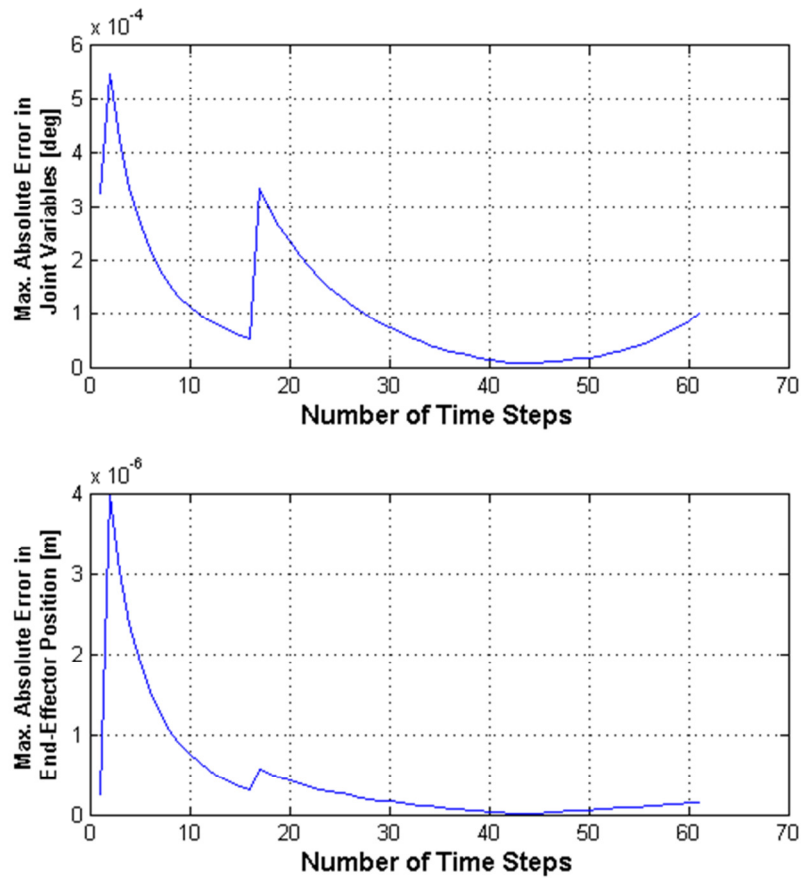 x 10^-4
6
5
4
3
2
1
0
Max. Absolute Error in
Joint Variables [deg]
0 10 20 30 40 50 60 70
Number of Time Steps
x 10^-6
4
3
2
1
0
Max. Absolute Error in
End-Effector Position [m]
0 10 20 30 40 50 60 70
Number of Time Steps